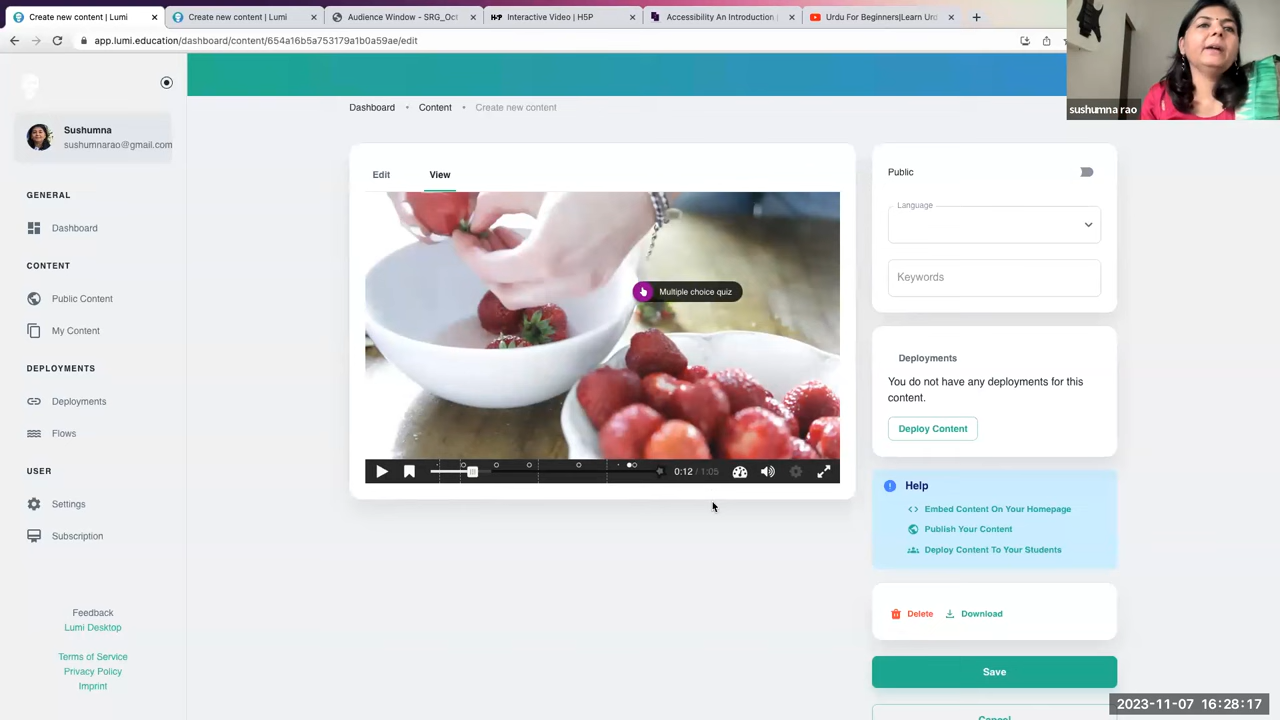 Create new content | Lumi
Create new content | Lumi
Audience Window - SRG_Oct
H-P Interactive Video | H5P
Accessibility An Introduction
Urdu For Beginners|Learn Urd
app.lumi.education/dashboard/content/654a16b5a753179a1b0a59ae/edit
sushumna rao
Sushumna
sushumnarao@gmail.com
GENERAL
Dashboard
CONTENT
Public Content
My Content
DEPLOYMENTS
Deployments
Flows
USER
Settings
Subscription
Feedback
Lumi Desktop
Terms of Service
Privacy Policy
Imprint
Dashboard • Content • Create new content
Edit View
Multiple choice quiz
0:12 / 1:05
Public
Language
Keywords
Deployments
You do not have any deployments for this
content.
Deploy Content
Help
Embed Content On Your Homepage
Publish Your Content
Deploy Content To Your Students
Delete Download
Save
Cancel
2023-11-07 16:28:17